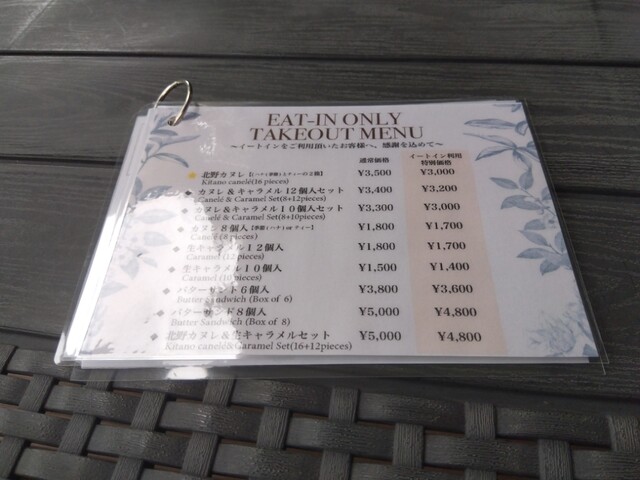 EAT-IN ONLY
TAKEOUT MENU
～イートインをご利用頂いたお客様へ、感謝を込めて～
通常価格 イートイン利用
特別価格
北野カヌレ ¥3,500 ¥3,000
Kitano canelé(16 pieces)
カヌレ＆キャラメル１２個入セット ¥3,400 ¥3,200
Canelé & Caramel Set(8+12pieces)
カヌレ＆キャラメル１０個入セット ¥3,300 ¥3,000
Canelé & Caramel Set(8+10pieces)
カヌレ８個入 ¥1,800 ¥1,700
Canelé (8 pieces)
生キャラメル１２個入 ¥1,800 ¥1,700
Caramel (12 pieces)
生キャラメル１０個入 ¥1,500 ¥1,400
Caramel (10 pieces)
バターサンド６個入 ¥3,800 ¥3,600
Butter Sandwich (Box of 6)
バターサンド８個入 ¥5,000 ¥4,800
Butter Sandwich (Box of 8)
北野カヌレ＆生キャラメルセット ¥5,000 ¥4,800
Kitano canelé&Caramel Set(16+12pieces)